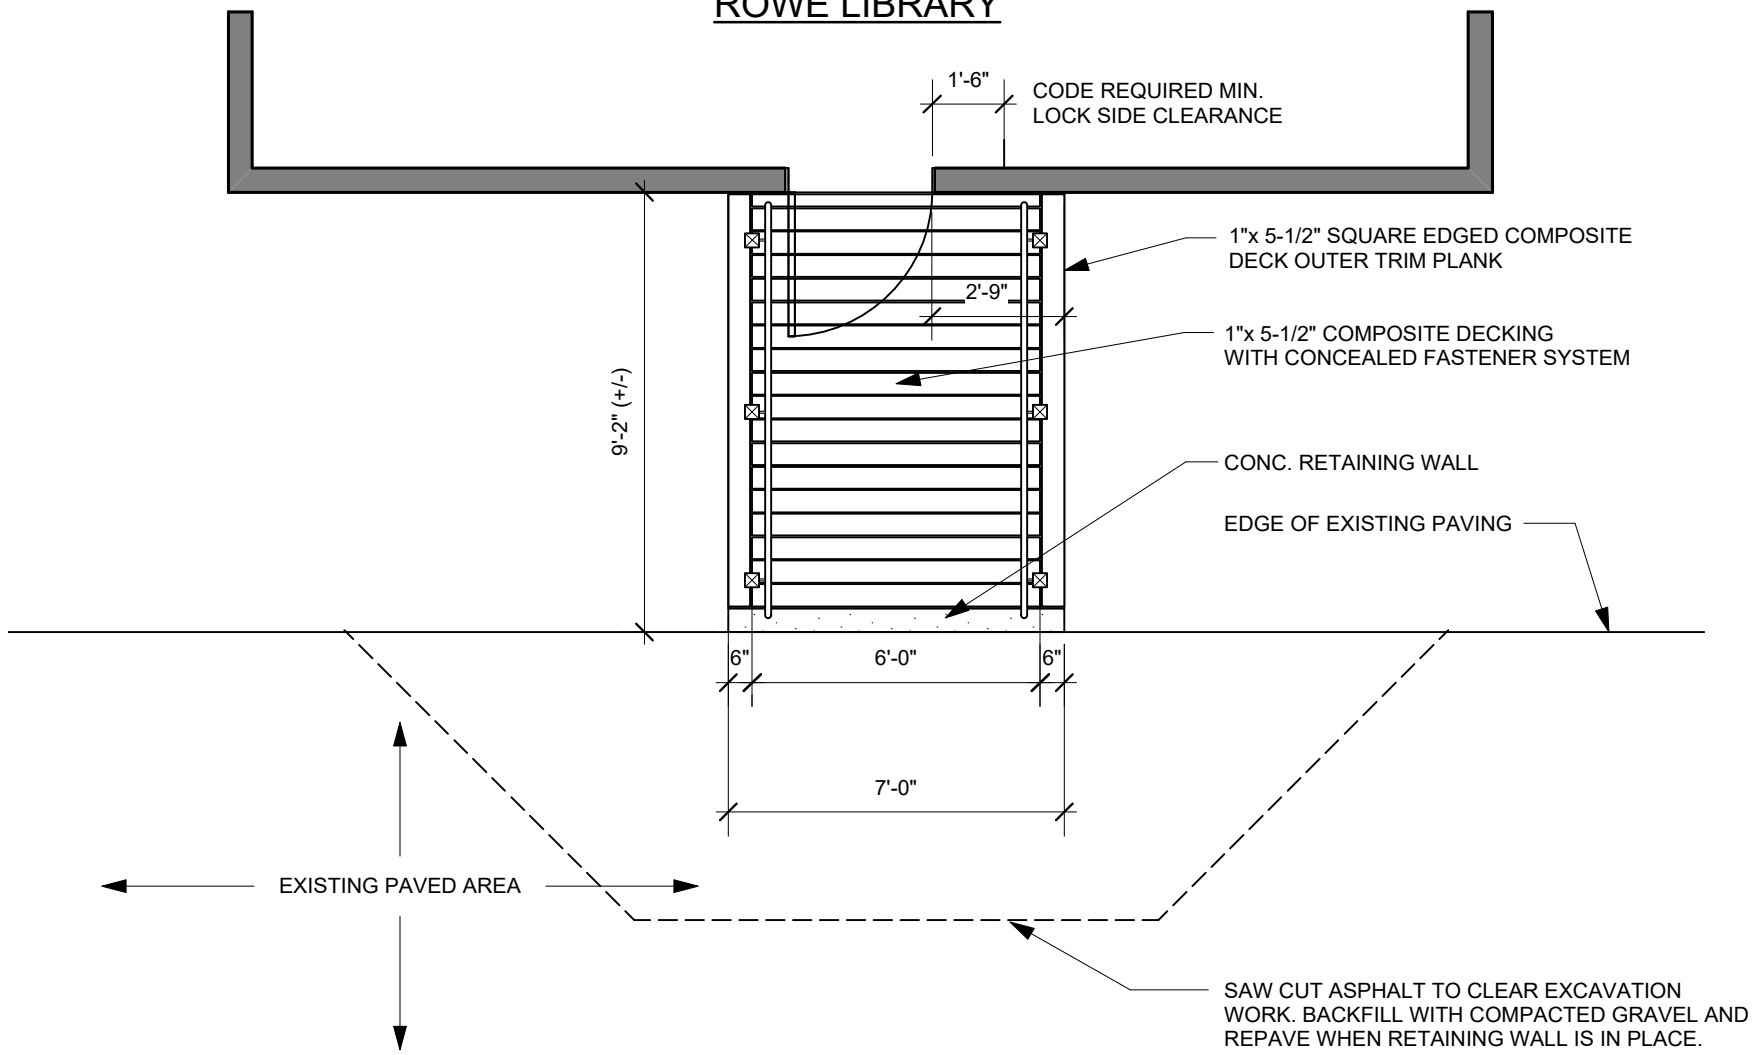 ROWE LIBRARY
1'-6"
CODE REQUIRED MIN.
LOCK SIDE CLEARANCE
1"x 5-1/2" SQUARE EDGED COMPOSITE
DECK OUTER TRIM PLANK
2'-9"
1"x 5-1/2" COMPOSITE DECKING
WITH CONCEALED FASTENER SYSTEM
9'-2" (+/-)
CONC. RETAINING WALL
EDGE OF EXISTING PAVING
6" 6'-0" 6"
7'-0"
EXISTING PAVED AREA
SAW CUT ASPHALT TO CLEAR EXCAVATION
WORK. BACKFILL WITH COMPACTED GRAVEL AND
REPAVE WHEN RETAINING WALL IS IN PLACE.